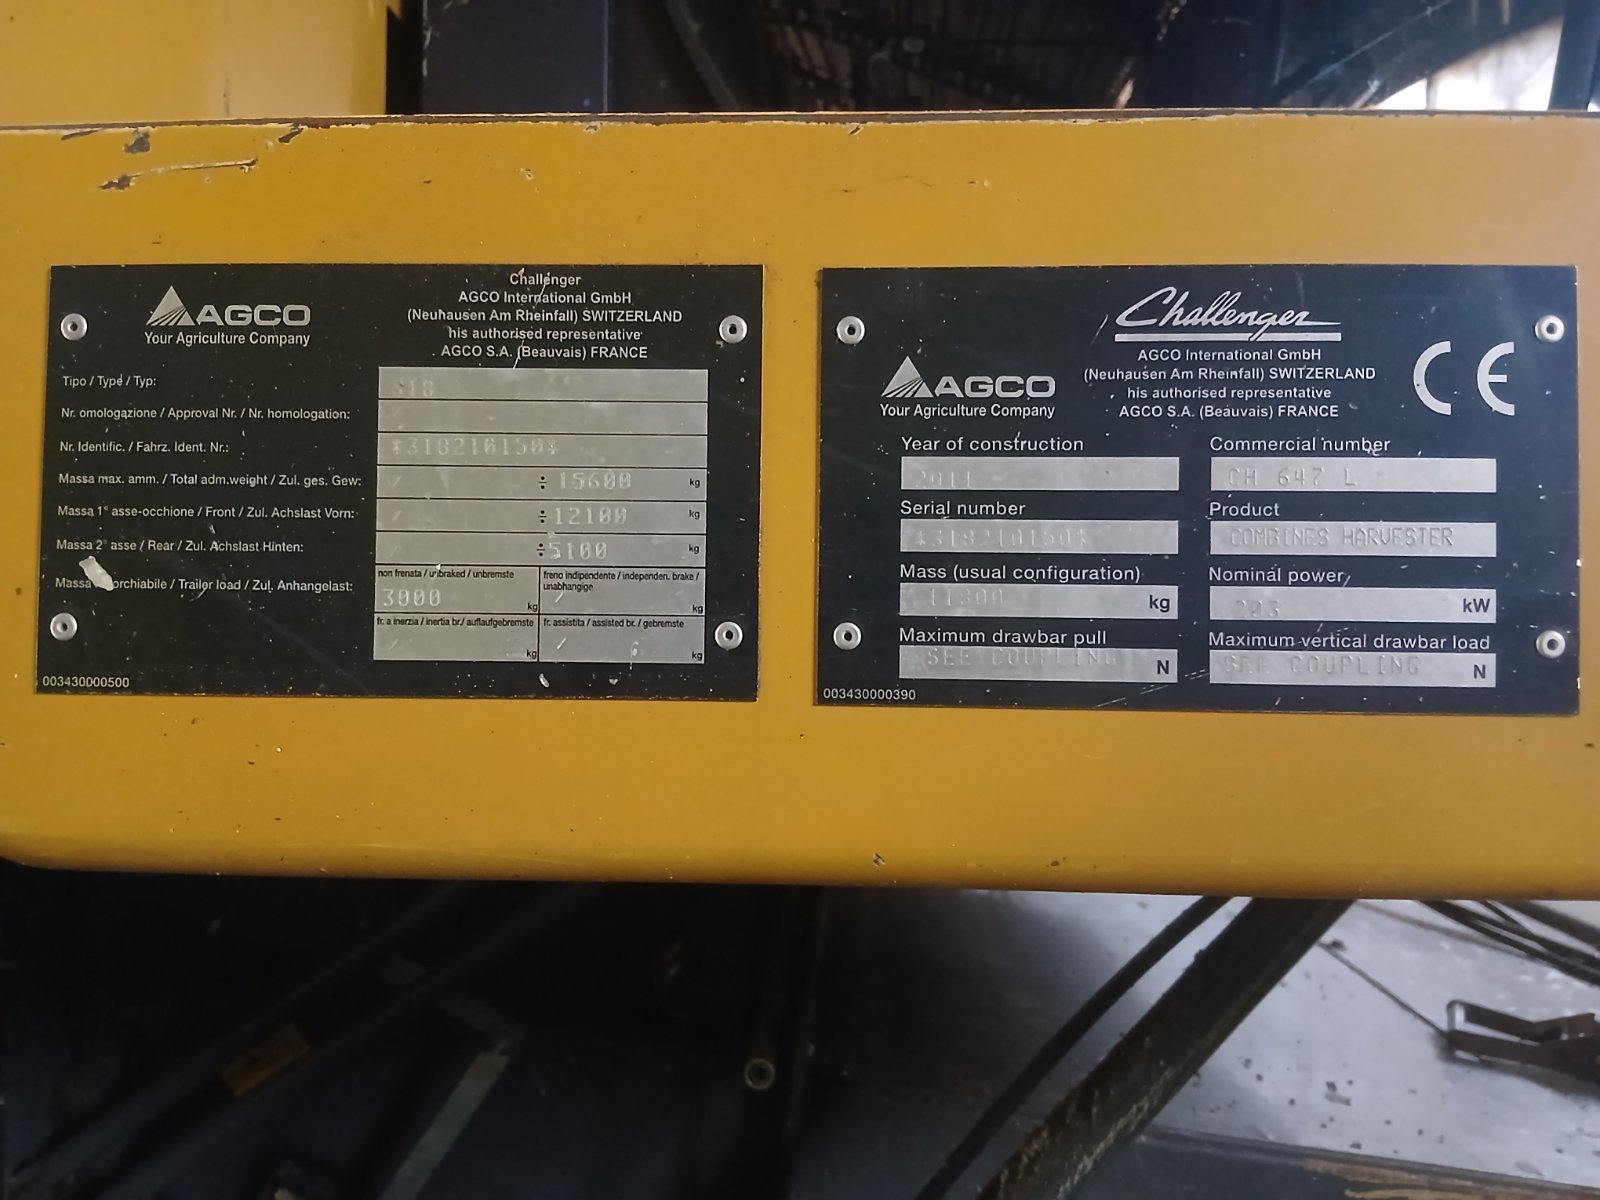 AGCO
Your Agriculture Company
Challenger
AGCO International GmbH
(Neuhausen Am Rheinfall) SWITZERLAND
his authorised representative
AGCO S.A. (Beauvais) FRANCE
Tipo / Type / Typ:
Nr. omologazione / Approval Nr. / Nr. homologation:
Nr. Identific. / Fahrz. Ident. Nr.: *318210150*
Massa max. amm. / Total adm.weight / Zul. ges. Gew: ÷ 15600 kg
Massa 1° asse-occhione / Front / Zul. Achslast Vorn: ÷ 12100 kg
Massa 2° asse / Rear / Zul. Achslast Hinten: ÷ 5100 kg
Massa / Trailer load / Zul. Anhangelast:
non frenata / unbraked / unbremste
3000 kg
freno indipendente / independen. brake / unabhangige
kg
fr. a inerzia / inertia br./ auflaufgebremste
kg
fr. assistita / assisted br. / gebremste
kg
003430000500
Challenger
AGCO
Your Agriculture Company
AGCO International GmbH
(Neuhausen Am Rheinfall) SWITZERLAND
his authorised representative
AGCO S.A. (Beauvais) FRANCE
CE
Year of construction
2011
Commercial number
CH 647 L
Serial number
*318210150*
Product
COMBINES HARVESTER
Mass (usual configuration)
kg
Nominal power
203 kW
Maximum drawbar pull
SEE COUPLING N
Maximum vertical drawbar load
SEE COUPLING N
003430000390